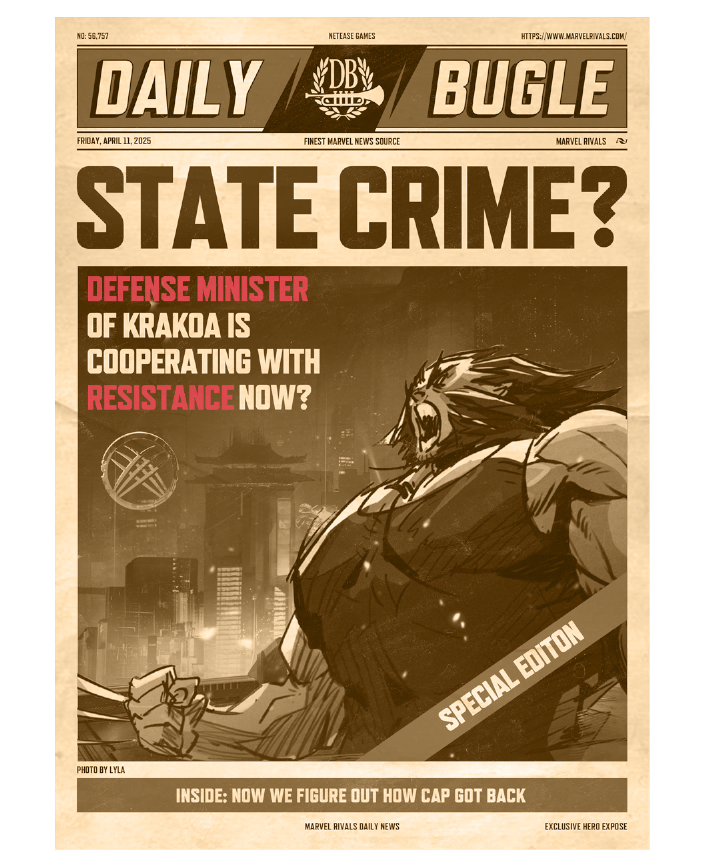 NO: 56,757 NETEASE GAMES HTTPS://WWW.MARVELRIVALS.COM/
DAILY DB BUGLE
FRIDAY, APRIL 11, 2025 FINEST MARVEL NEWS SOURCE MARVEL RIVALS
STATE CRIME?
DEFENSE MINISTER
OF KRAKOA IS
COOPERATING WITH
RESISTANCE NOW?
SPECIAL EDITON
PHOTO BY LYLA
INSIDE: NOW WE FIGURE OUT HOW CAP GOT BACK
MARVEL RIVALS DAILY NEWS EXCLUSIVE HERO EXPOSE